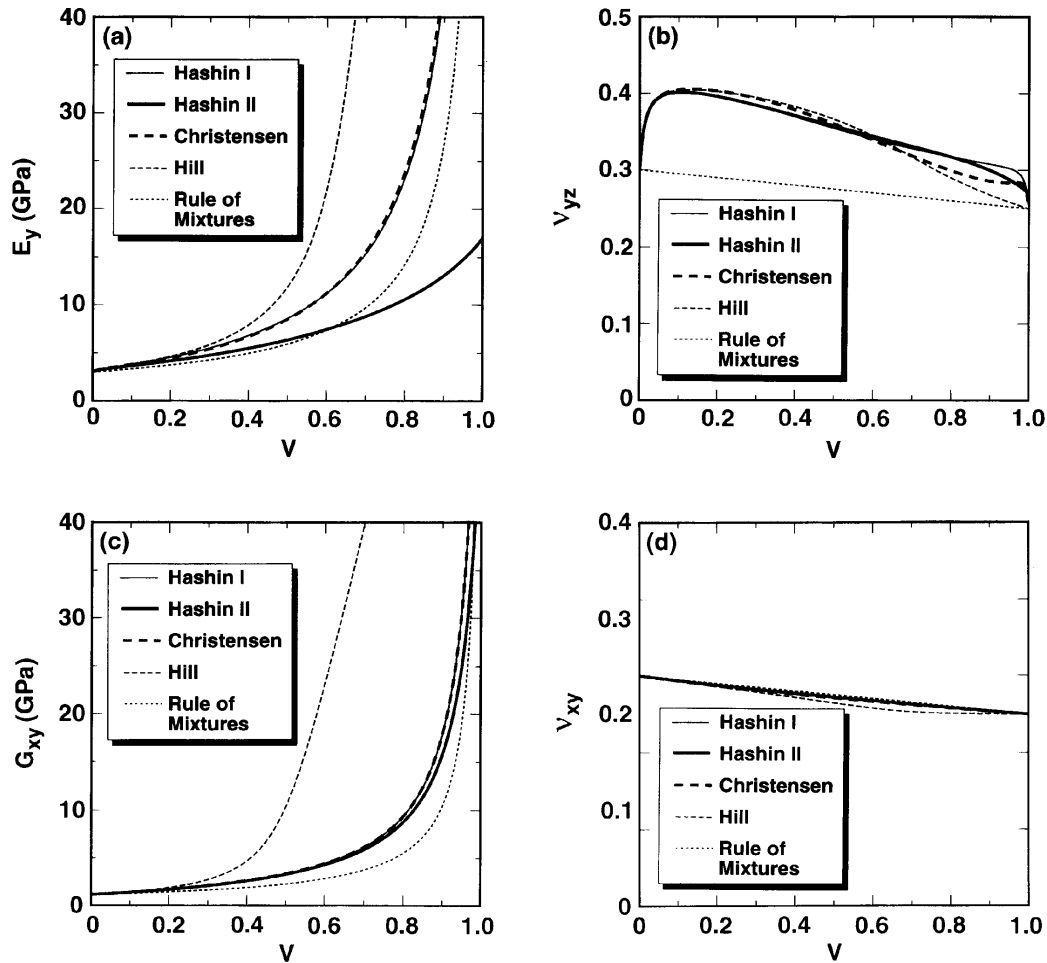 (a)
40
30
20
10
0
E_y (GPa)
Hashin I
Hashin II
Christensen
Hill
Rule of
Mixtures
0 0.2 0.4 0.6 0.8 1.0
V
(b)
0.5
0.4
0.3
0.2
0.1
0
ν_yz
Hashin I
Hashin II
Christensen
Hill
Rule of
Mixtures
0 0.2 0.4 0.6 0.8 1.0
V
(c)
40
30
20
10
0
G_xy (GPa)
Hashin I
Hashin II
Christensen
Hill
Rule of
Mixtures
0 0.2 0.4 0.6 0.8 1.0
V
(d)
0.4
0.3
0.2
0.1
0
ν_xy
Hashin I
Hashin II
Christensen
Hill
Rule of
Mixtures
0 0.2 0.4 0.6 0.8 1.0
V